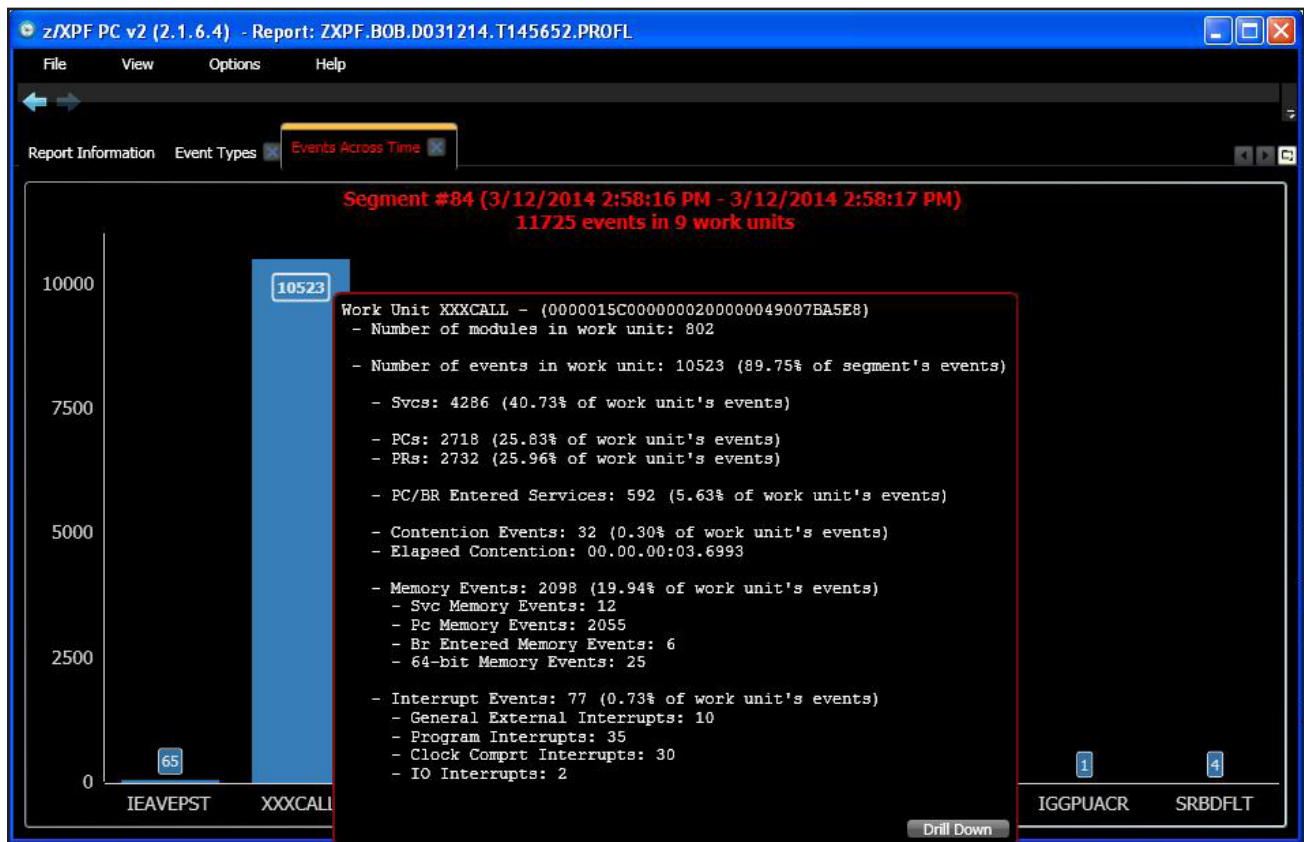 z/XPF PC v2 (2.1.6.4) - Report: ZXPF.BOB.D031214.T145652.PROFL
File View Options Help
Report Information Event Types Events Across Time
Segment #84 (3/12/2014 2:58:16 PM - 3/12/2014 2:58:17 PM)
11725 events in 9 work units
10000
10523
Work Unit XXXCALL - (0000015C0000000200000049007BA5E8)
- Number of modules in work unit: 802
- Number of events in work unit: 10523 (89.75% of segment's events)
7500
- Svcs: 4286 (40.73% of work unit's events)
- PCs: 2718 (25.83% of work unit's events)
- PRs: 2732 (25.96% of work unit's events)
- PC/BR Entered Services: 592 (5.63% of work unit's events)
5000
- Contention Events: 32 (0.30% of work unit's events)
- Elapsed Contention: 00.00.00:03.6993
- Memory Events: 2098 (19.94% of work unit's events)
- Svc Memory Events: 12
- Pc Memory Events: 2055
- Br Entered Memory Events: 6
2500
- 64-bit Memory Events: 25
- Interrupt Events: 77 (0.73% of work unit's events)
- General External Interrupts: 10
- Program Interrupts: 35
- Clock Comprt Interrupts: 30
- IO Interrupts: 2
65
1
4
0
IEAVEPST XXXCALL IGGPUACR SRBDFLT
Drill Down